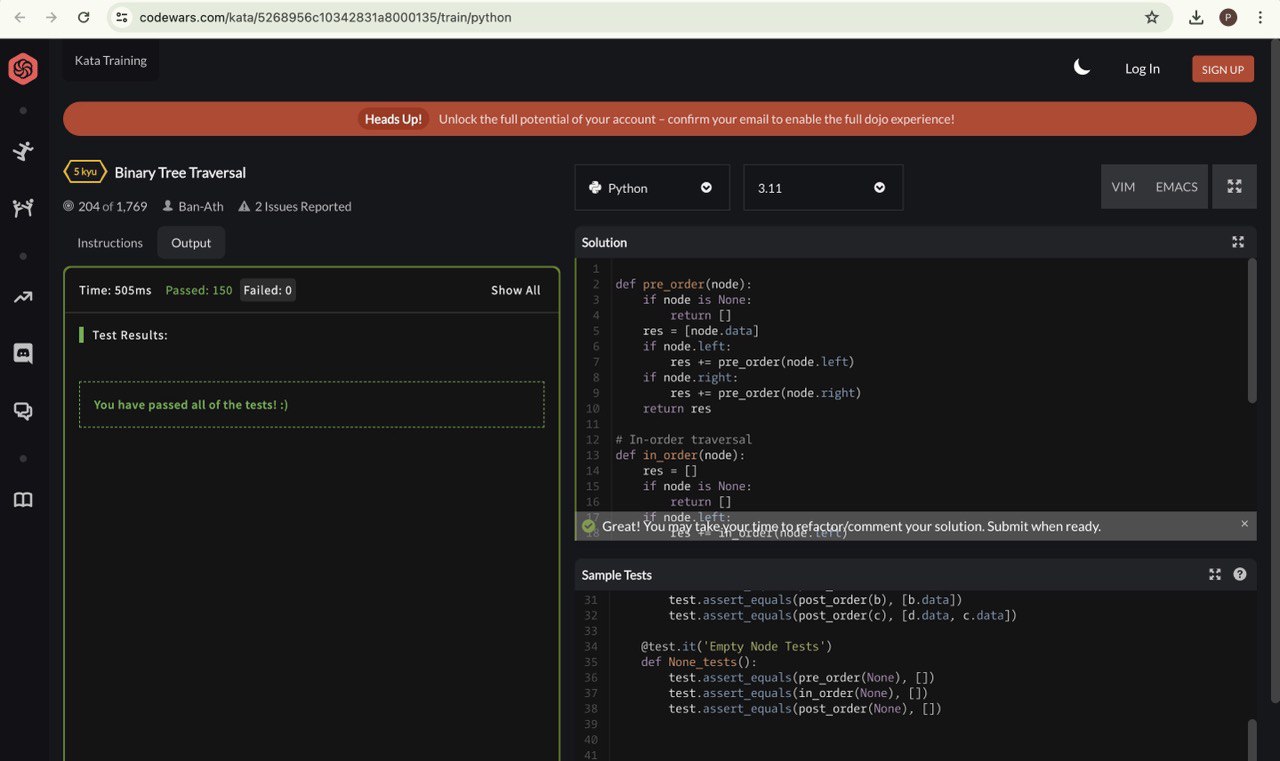 codewars.com/kata/5268956c10342831a8000135/train/python
P
Kata Training
Log In
SIGN UP
Heads Up! Unlock the full potential of your account – confirm your email to enable the full dojo experience!
5 kyu Binary Tree Traversal
204 of 1,769 Ban-Ath 2 Issues Reported
Instructions Output
Time: 505ms Passed: 150 Failed: 0 Show All
Test Results:
You have passed all of the tests! :)
Python 3.11 VIM EMACS
Solution
1
2 def pre_order(node):
3     if node is None:
4         return []
5     res = [node.data]
6     if node.left:
7         res += pre_order(node.left)
8     if node.right:
9         res += pre_order(node.right)
10     return res
11
12 # In-order traversal
13 def in_order(node):
14     res = []
15     if node is None:
16         return []
17     if node.left:
18         res += in_order(node.left)
Great! You may take your time to refactor/comment your solution. Submit when ready.
Sample Tests
31         test.assert_equals(post_order(b), [b.data])
32         test.assert_equals(post_order(c), [d.data, c.data])
33
34     @test.it('Empty Node Tests')
35     def None_tests():
36         test.assert_equals(pre_order(None), [])
37         test.assert_equals(in_order(None), [])
38         test.assert_equals(post_order(None), [])
39
40
41